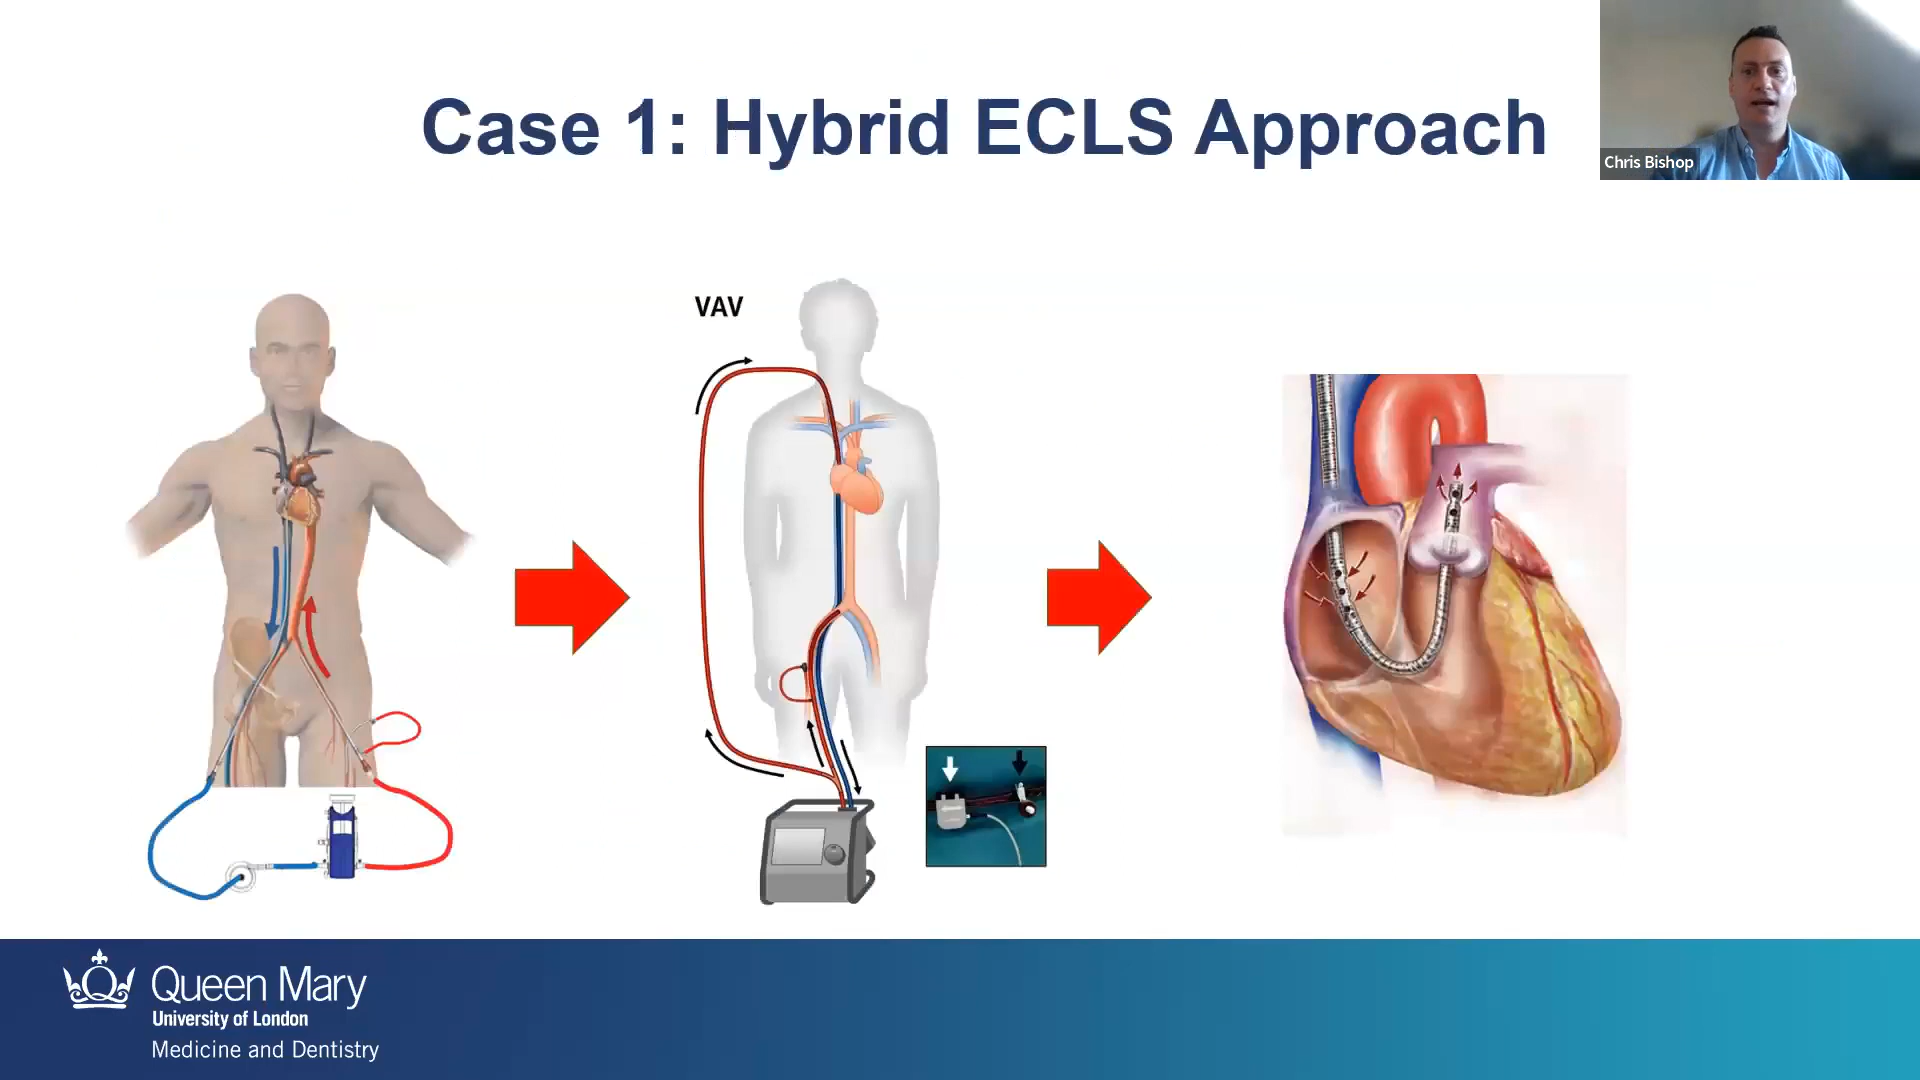 Case 1: Hybrid ECLS Approach
Chris Bishop
VAV
Queen Mary
University of London
Medicine and Dentistry